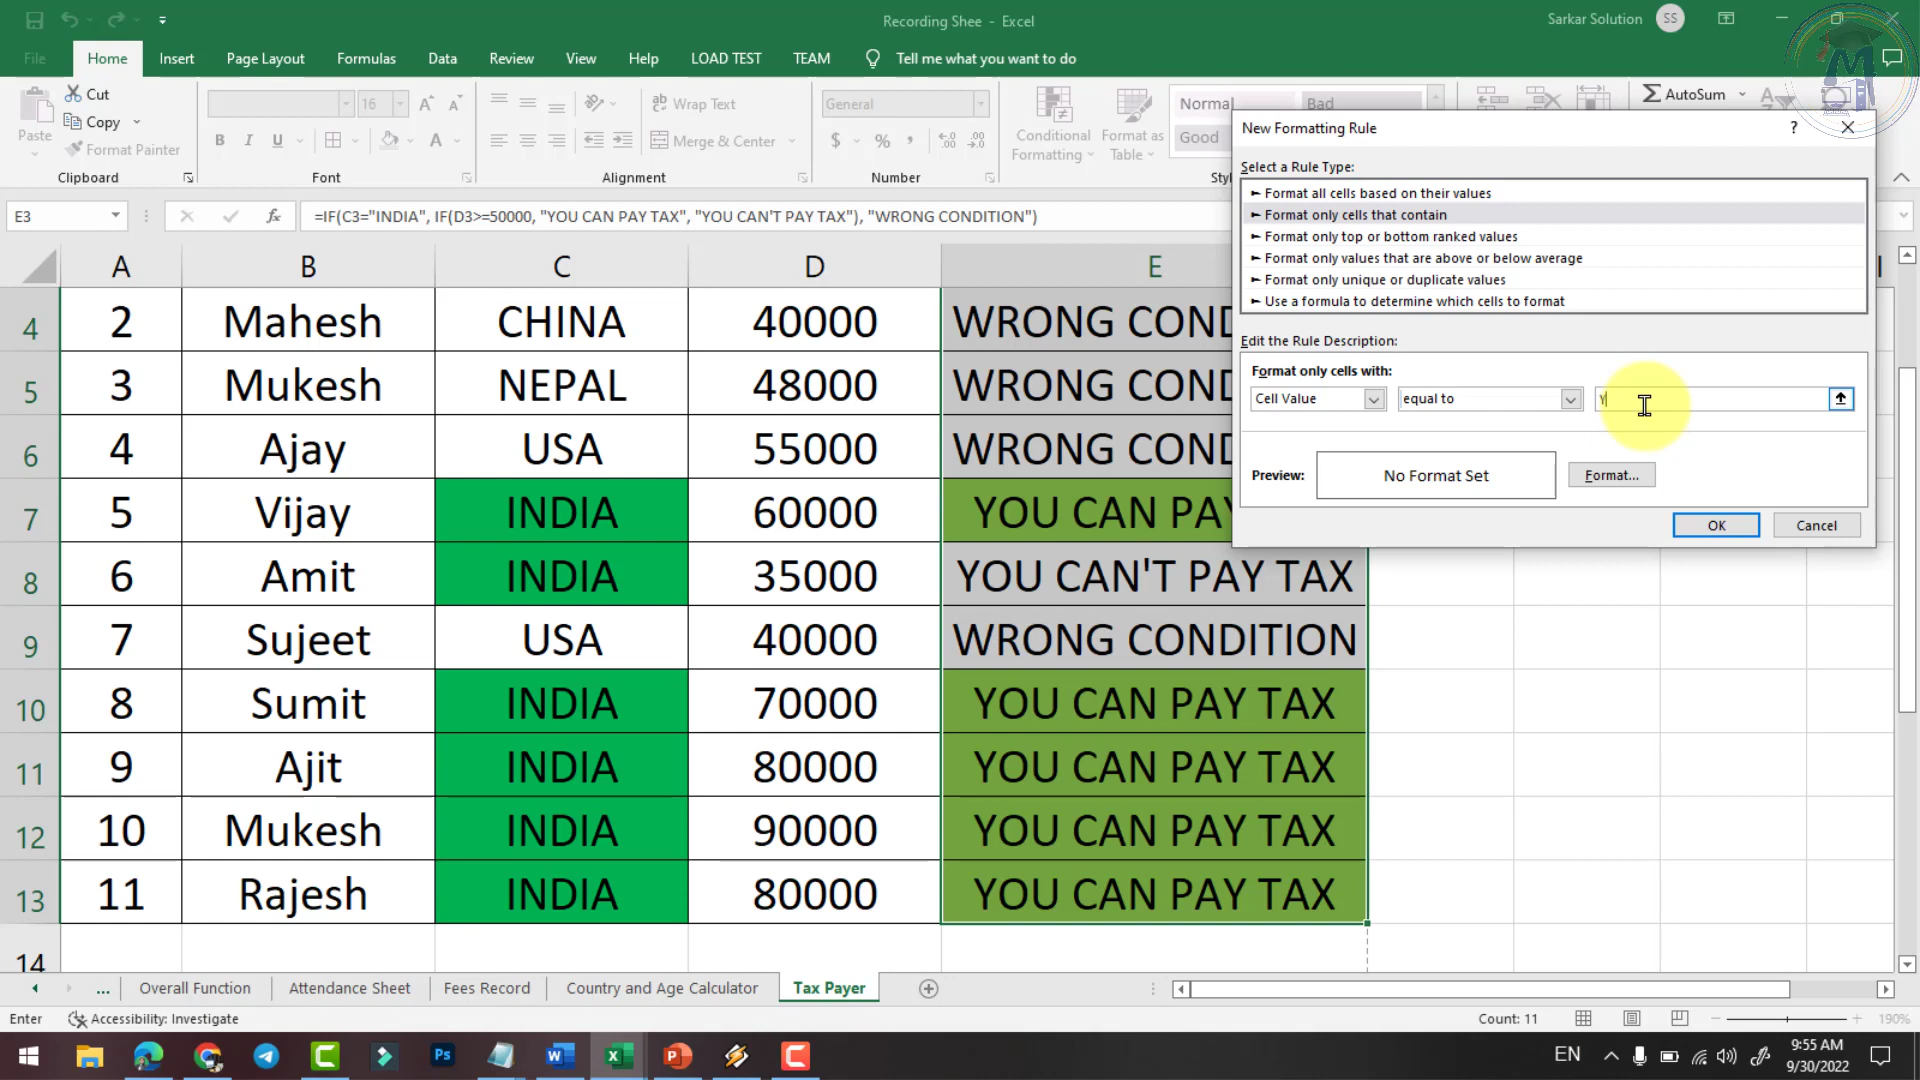 Recording Shee - Excel
Sarkar Solution SS
File Home Insert Page Layout Formulas Data Review View Help LOAD TEST TEAM Tell me what you want to do
Paste
Cut
Copy
Format Painter
Clipboard
16
B I U
Font
ab Wrap Text
Merge & Center
Alignment
General
$ % ,
Number
Conditional Formatting
Format as Table
Normal Bad
Good
AutoSum
M
New Formatting Rule ?
Select a Rule Type:
► Format all cells based on their values
► Format only cells that contain
► Format only top or bottom ranked values
► Format only values that are above or below average
► Format only unique or duplicate values
► Use a formula to determine which cells to format
Edit the Rule Description:
Format only cells with:
Cell Value equal to Y
Preview: No Format Set Format...
OK Cancel
E3 fx =IF(C3="INDIA", IF(D3>=50000, "YOU CAN PAY TAX", "YOU CAN'T PAY TAX"), "WRONG CONDITION")
A B C D E
4 2 Mahesh CHINA 40000 WRONG COND
5 3 Mukesh NEPAL 48000 WRONG COND
6 4 Ajay USA 55000 WRONG COND
7 5 Vijay INDIA 60000 YOU CAN PAY
8 6 Amit INDIA 35000 YOU CAN'T PAY TAX
9 7 Sujeet USA 40000 WRONG CONDITION
10 8 Sumit INDIA 70000 YOU CAN PAY TAX
11 9 Ajit INDIA 80000 YOU CAN PAY TAX
12 10 Mukesh INDIA 90000 YOU CAN PAY TAX
13 11 Rajesh INDIA 80000 YOU CAN PAY TAX
14
... Overall Function Attendance Sheet Fees Record Country and Age Calculator Tax Payer
Enter Accessibility: Investigate Count: 11 190%
Ps W X P C
EN
9:55 AM
9/30/2022